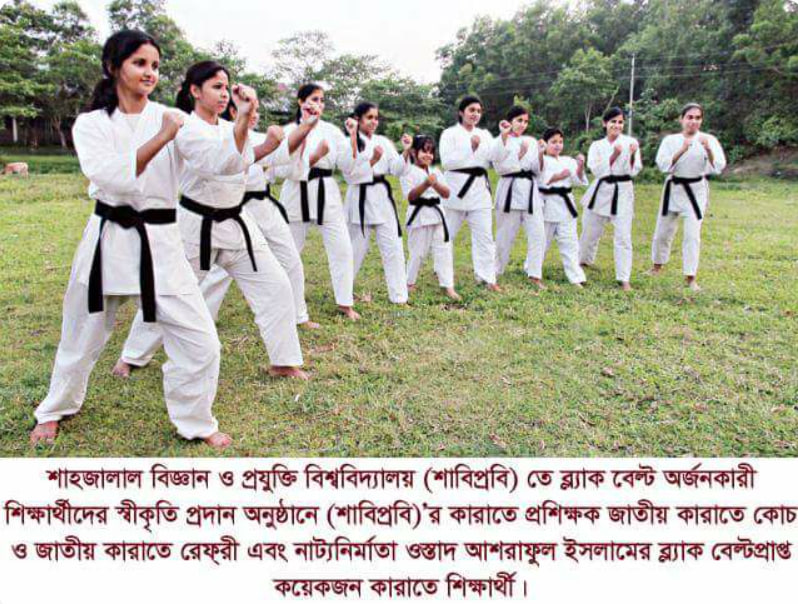 শাহজালাল বিজ্ঞান ও প্রযুক্তি বিশ্ববিদ্যালয় (শাবিপ্রবি) তে ব্ল্যাক বেল্ট অর্জনকারী
শিক্ষার্থীদের স্বীকৃতি প্রদান অনুষ্ঠানে (শাবিপ্রবি)'র কারাতে প্রশিক্ষক জাতীয় কারাতে কোচ
ও জাতীয় কারাতে রেফ্রী এবং নাট্যনির্মাতা ওস্তাদ আশরাফুল ইসলামের ব্ল্যাক বেল্টপ্রাপ্ত
কয়েকজন কারাতে শিক্ষার্থী।